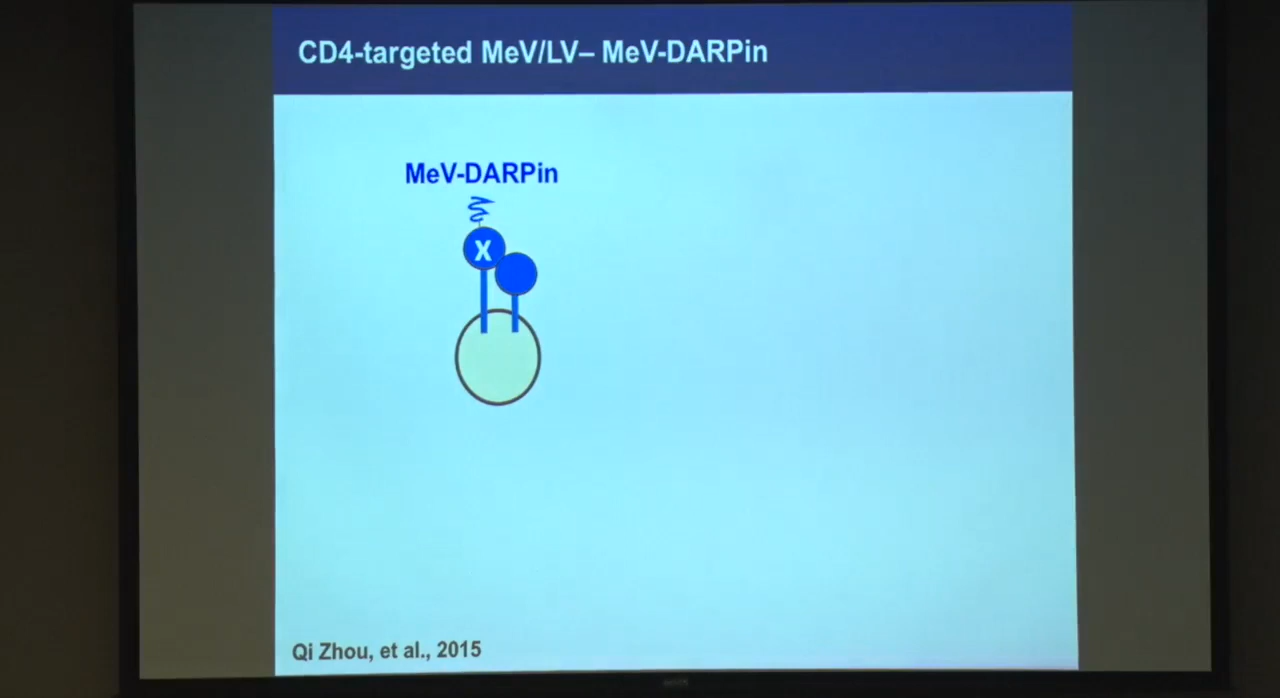 CD4-targeted MeV/LV– MeV-DARPin
MeV-DARPin
X
Qi Zhou, et al., 2015